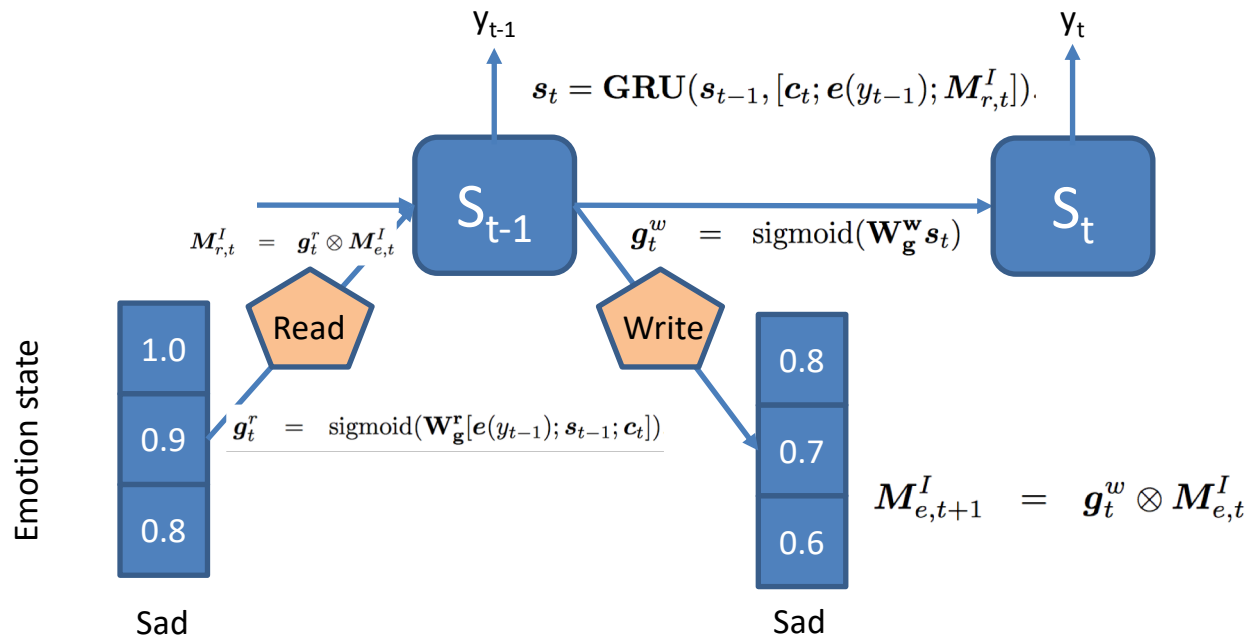 y_{t-1}
y_t
s_t = GRU(s_{t-1}, [c_t; e(y_{t-1}); M^I_{r,t}]).
S_{t-1}
S_t
M^I_{r,t} = g^r_t ⊗ M^I_{e,t}
g^w_t = sigmoid(W^w_g s_t)
Read
Write
Emotion state
1.0
0.9
0.8
g^r_t = sigmoid(W^r_g[e(y_{t-1}); s_{t-1}; c_t])
0.8
0.7
0.6
M^I_{e,t+1} = g^w_t ⊗ M^I_{e,t}
Sad
Sad